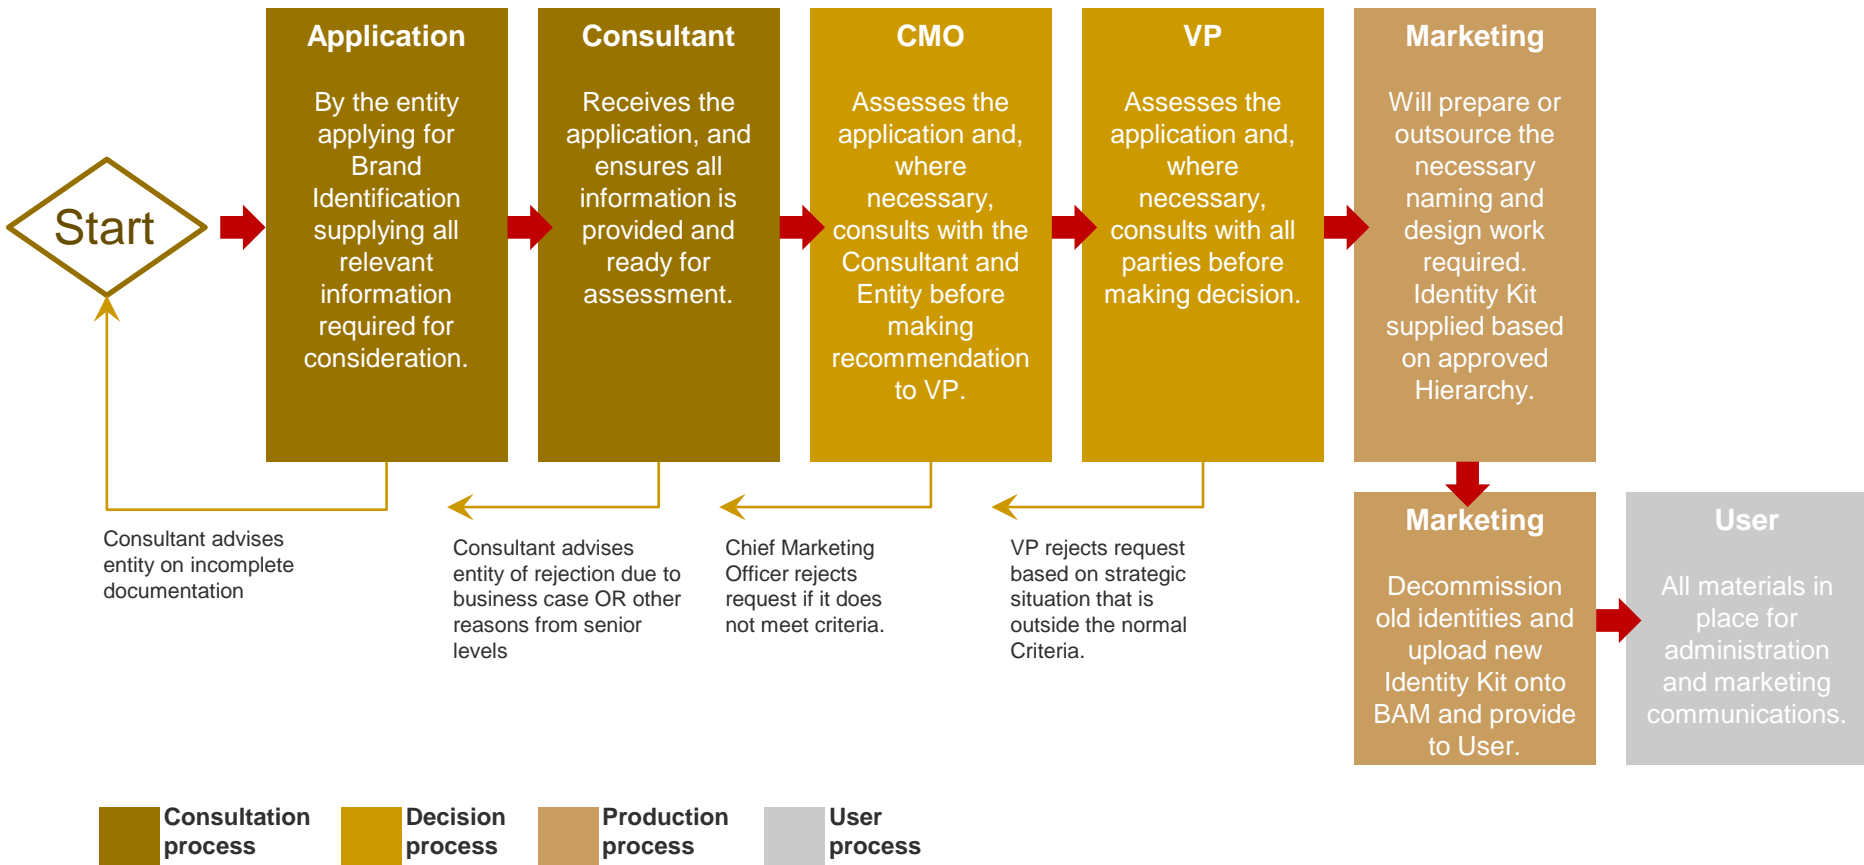 Start
Application
By the entity
applying for
Brand
Identification
supplying all
relevant
information
required for
consideration.
Consultant
Receives the
application, and
ensures all
information is
provided and
ready for
assessment.
CMO
Assesses the
application and,
where
necessary,
consults with the
Consultant and
Entity before
making
recommendation
to VP.
VP
Assesses the
application and,
where
necessary,
consults with all
parties before
making decision.
Marketing
Will prepare or
outsource the
necessary
naming and
design work
required.
Identity Kit
supplied based
on approved
Hierarchy.
Consultant advises
entity on incomplete
documentation
Consultant advises
entity of rejection due to
business case OR other
reasons from senior
levels
Chief Marketing
Officer rejects
request if it does
not meet criteria.
VP rejects request
based on strategic
situation that is
outside the normal
Criteria.
Marketing
Decommission
old identities and
upload new
Identity Kit onto
BAM and provide
to User.
User
All materials in
place for
administration
and marketing
communications.
Consultation
process
Decision
process
Production
process
User
process